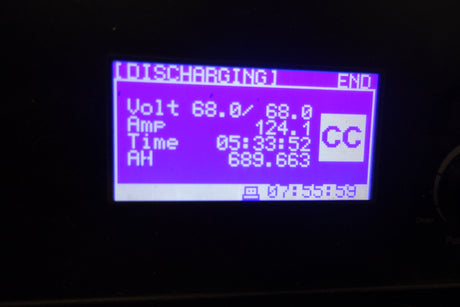 [DISCHARGING] END
Volt 68.0/ 68.0
Amp 124.1
Time 05:33:52
AH 689.663
CC
07:55:59